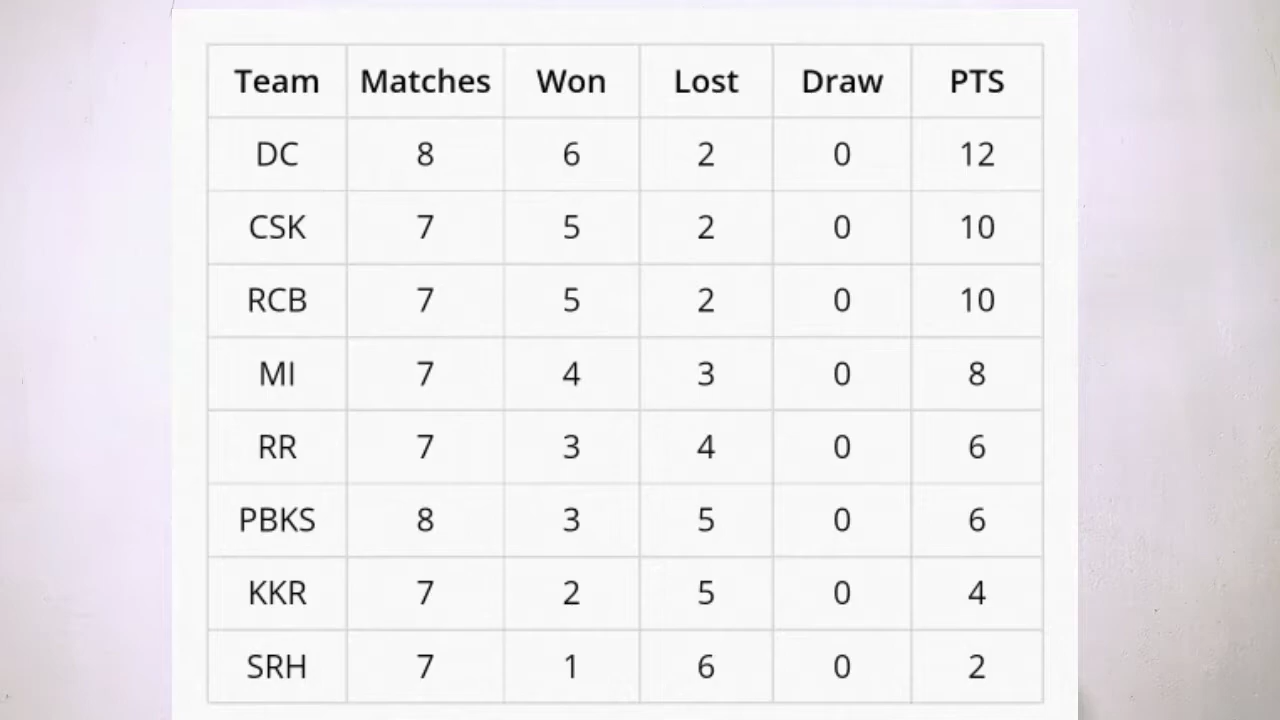 Team Matches Won Lost Draw PTS
DC 8 6 2 0 12
CSK 7 5 2 0 10
RCB 7 5 2 0 10
MI 7 4 3 0 8
RR 7 3 4 0 6
PBKS 8 3 5 0 6
KKR 7 2 5 0 4
SRH 7 1 6 0 2